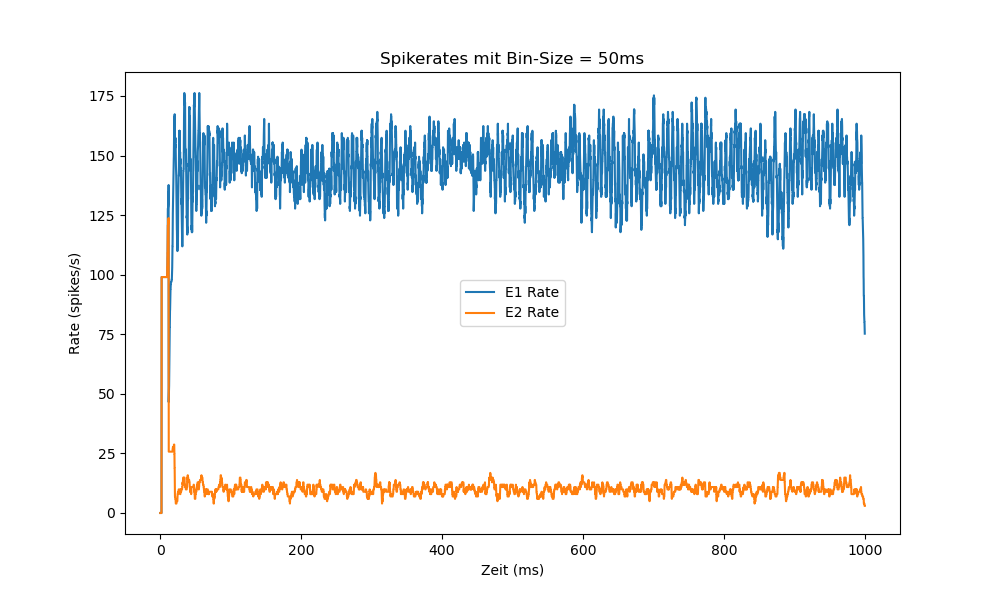 Spikerates mit Bin-Size = 50ms
Rate (spikes/s)
175
150
125
100
75
50
25
0
E1 Rate
E2 Rate
0 200 400 600 800 1000
Zeit (ms)